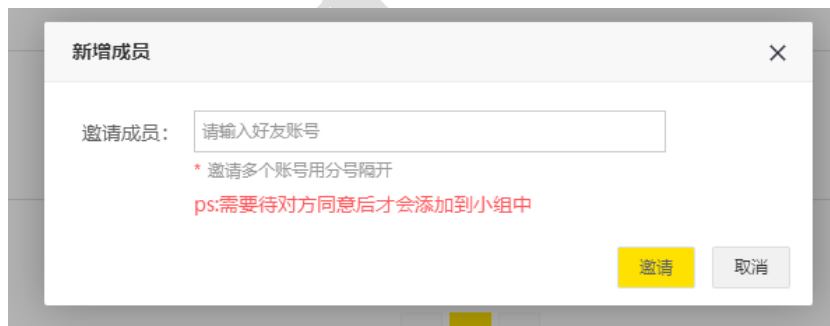 新增成员
邀请成员： 请输入好友账号
* 邀请多个账号用分号隔开
ps:需要待对方同意后才会添加到小组中
邀请 取消